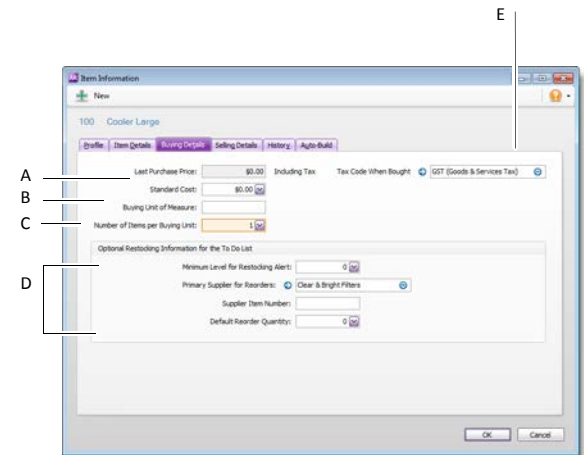 E
Item Information
New
100 Cooler Large
Profile Item Details Buying Details Selling Details History Auto-Build
A
Last Purchase Price: $0.00 Including Tax Tax Code When Bought GST (Goods & Services Tax)
Standard Cost: $0.00
B
Buying Unit of Measure:
C
Number of Items per Buying Unit: 1
Optional Restocking Information for the To Do List
Minimum Level for Restocking Alert: 0
D
Primary Supplier for Reorders: Clear & Bright Filters
Supplier Item Number:
Default Reorder Quantity: 0
OK Cancel